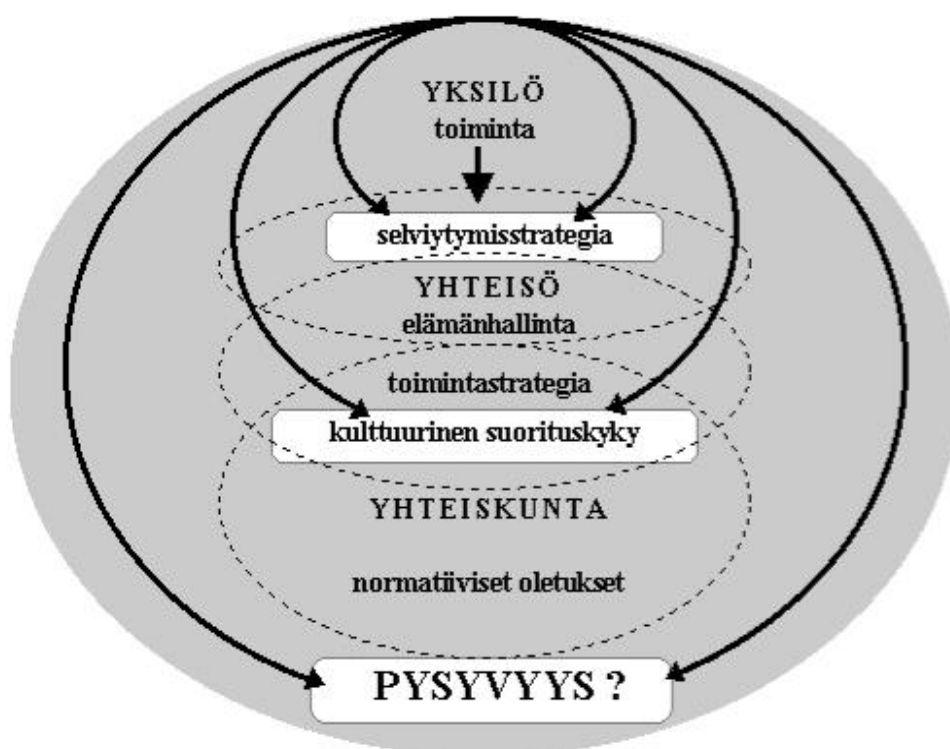 YKSILÖ
toiminta
selviytymisstrategia
YHTEISÖ
elämänhallinta
toimintastrategia
kulttuurinen suorituskyky
YHTEISKUNTA
normatiiviset oletukset
PYSYVYYS ?